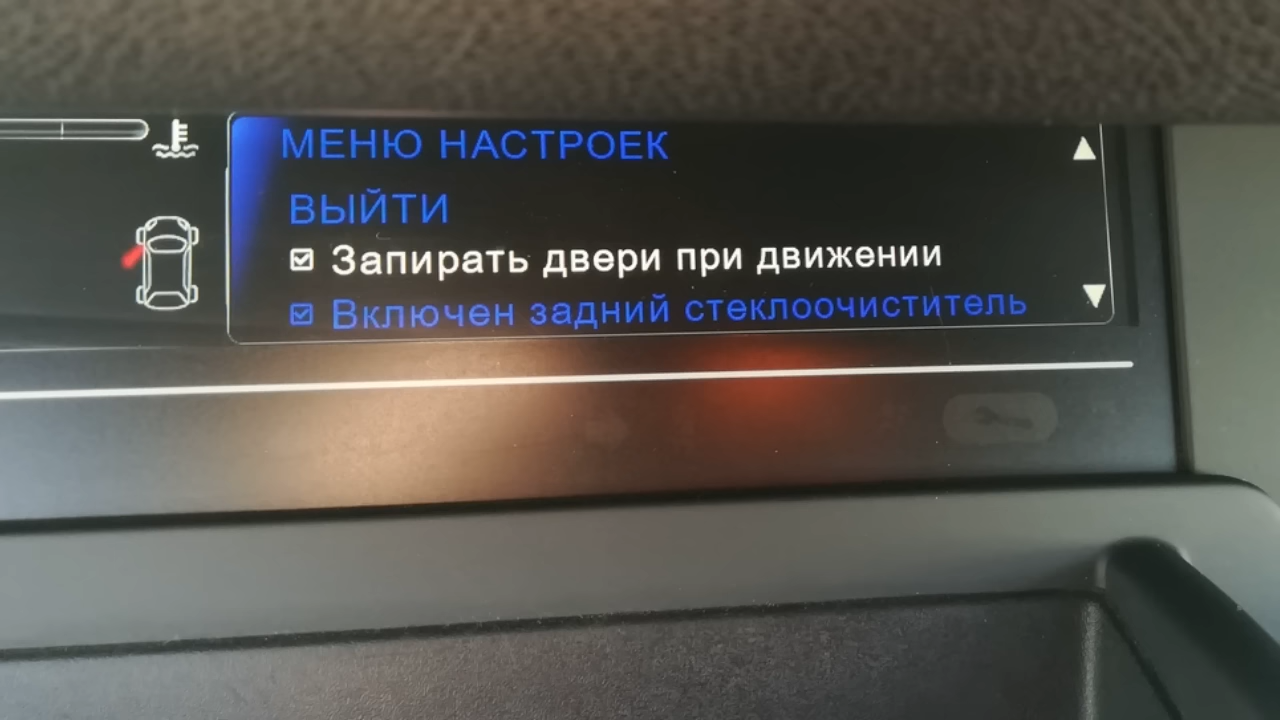 МЕНЮ НАСТРОЕК
ВЫЙТИ
Запирать двери при движении
Включен задний стеклоочиститель